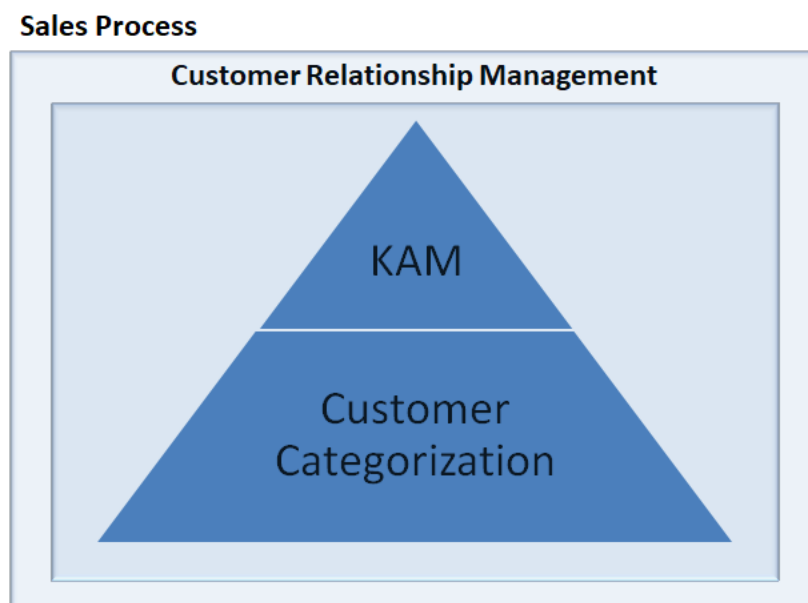 Sales Process
Customer Relationship Management
KAM
Customer
Categorization